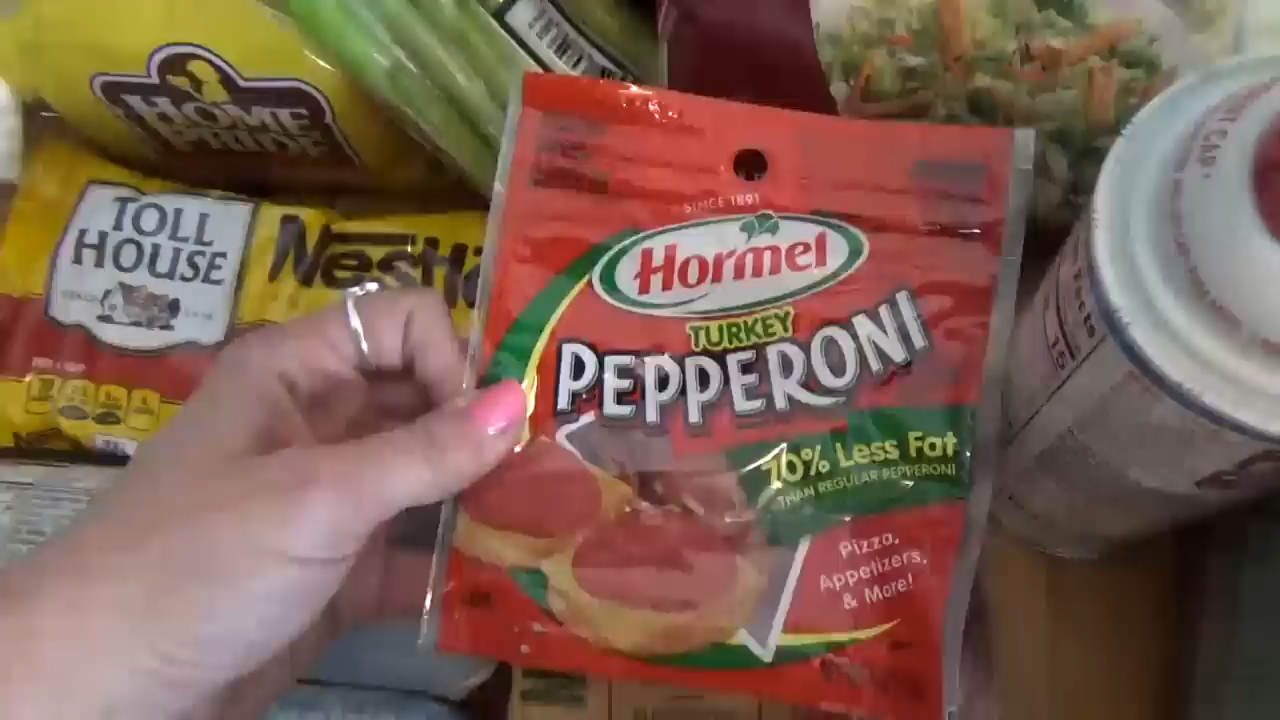 HOME
PRIDE
TOLL
HOUSE
Nestl
SINCE 1891
Hormel
TURKEY
PEPPERONI
70% Less Fat
THAN REGULAR PEPPERONI
Pizza,
Appetizers,
& More!